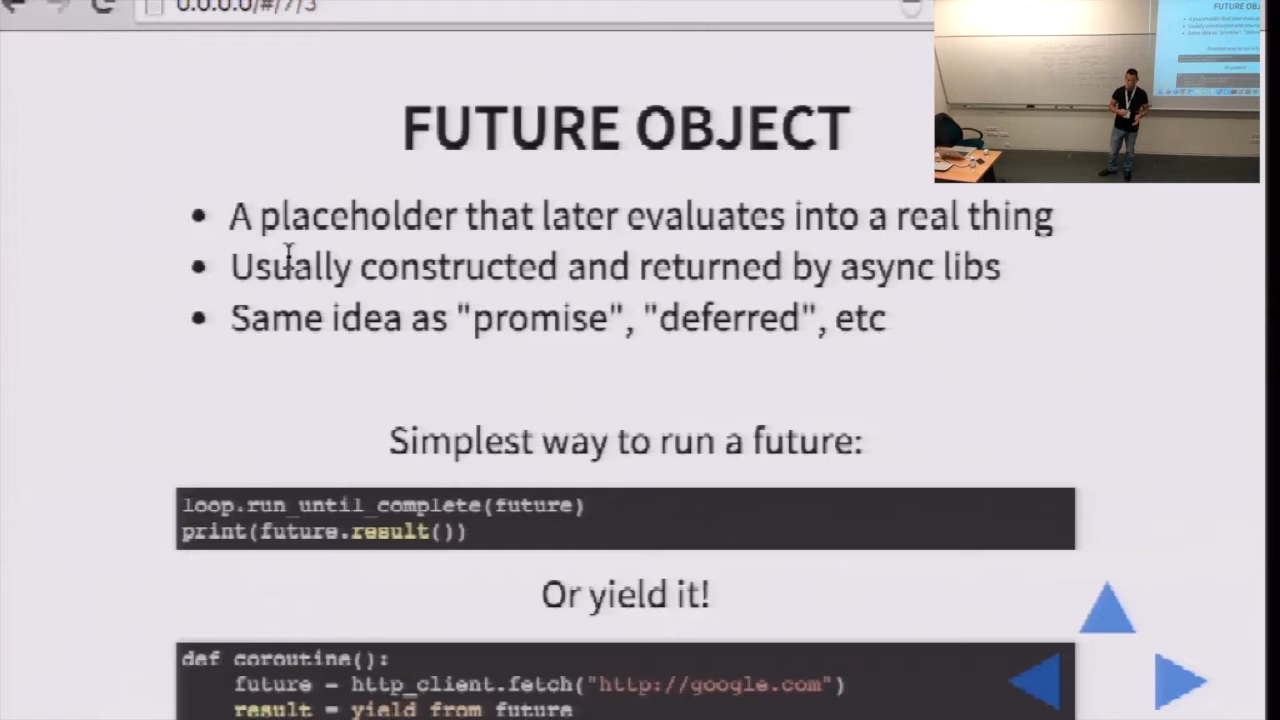 0.0.0.0/#/7/3
FUTURE OBJECT
• A placeholder that later evaluates into a real thing
• Usually constructed and returned by async libs
• Same idea as "promise", "deferred", etc
Simplest way to run a future:
loop.run_until_complete(future)
print(future.result())
Or yield it!
def coroutine():
    future = http_client.fetch("http://google.com")
    result = yield from future
FUTURE OBJ